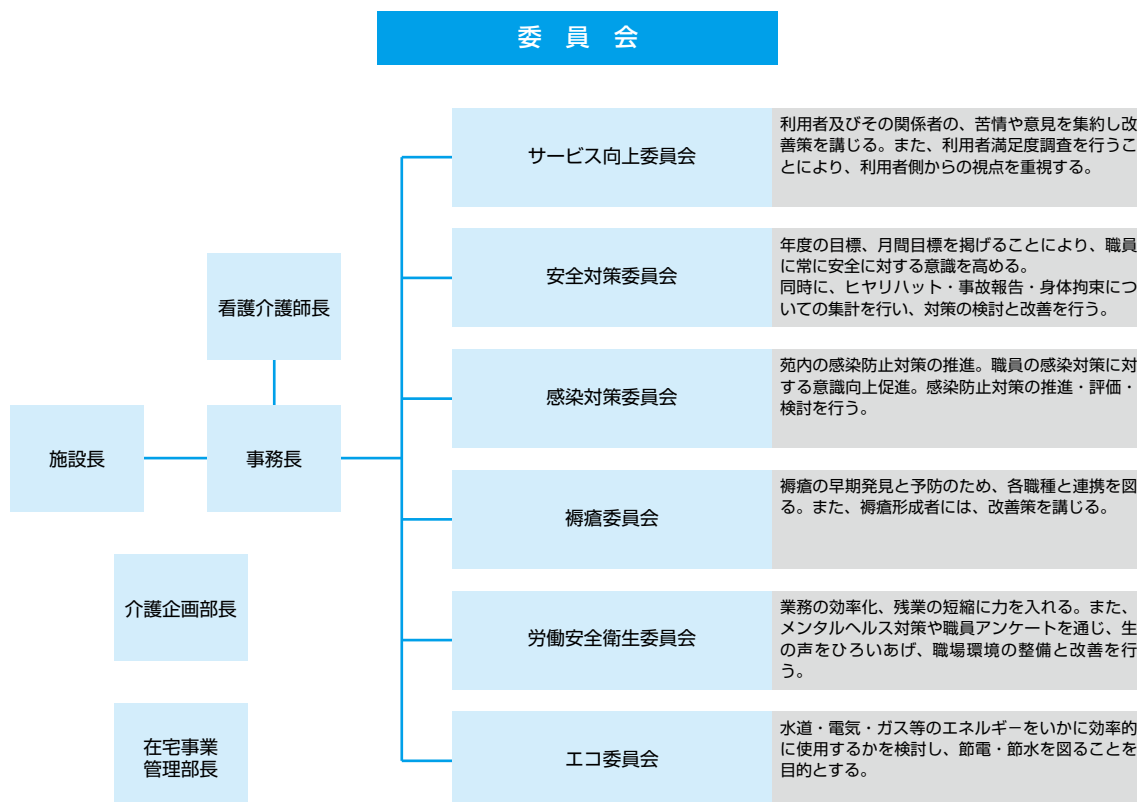 委員会
サービス向上委員会
利用者及びその関係者の、苦情や意見を集約し改
善策を講じる。また、利用者満足度調査を行うこ
とにより、利用者側からの視点を重視する。
安全対策委員会
年度の目標、月間目標を掲げることにより、職員
に常に安全に対する意識を高める。
同時に、ヒヤリハット・事故報告・身体拘束につ
いての集計を行い、対策の検討と改善を行う。
看護介護師長
感染対策委員会
苑内の感染防止対策の推進。職員の感染対策に対
する意識向上促進。感染防止対策の推進・評価・
検討を行う。
施設長
事務長
褥瘡委員会
褥瘡の早期発見と予防のため、各職種と連携を図
る。また、褥瘡形成者には、改善策を講じる。
介護企画部長
労働安全衛生委員会
業務の効率化、残業の短縮に力を入れる。また、
メンタルヘルス対策や職員アンケートを通じ、生
の声をひろいあげ、職場環境の整備と改善を行
う。
在宅事業
管理部長
エコ委員会
水道・電気・ガス等のエネルギーをいかに効率的
に使用するかを検討し、節電・節水を図ることを
目的とする。